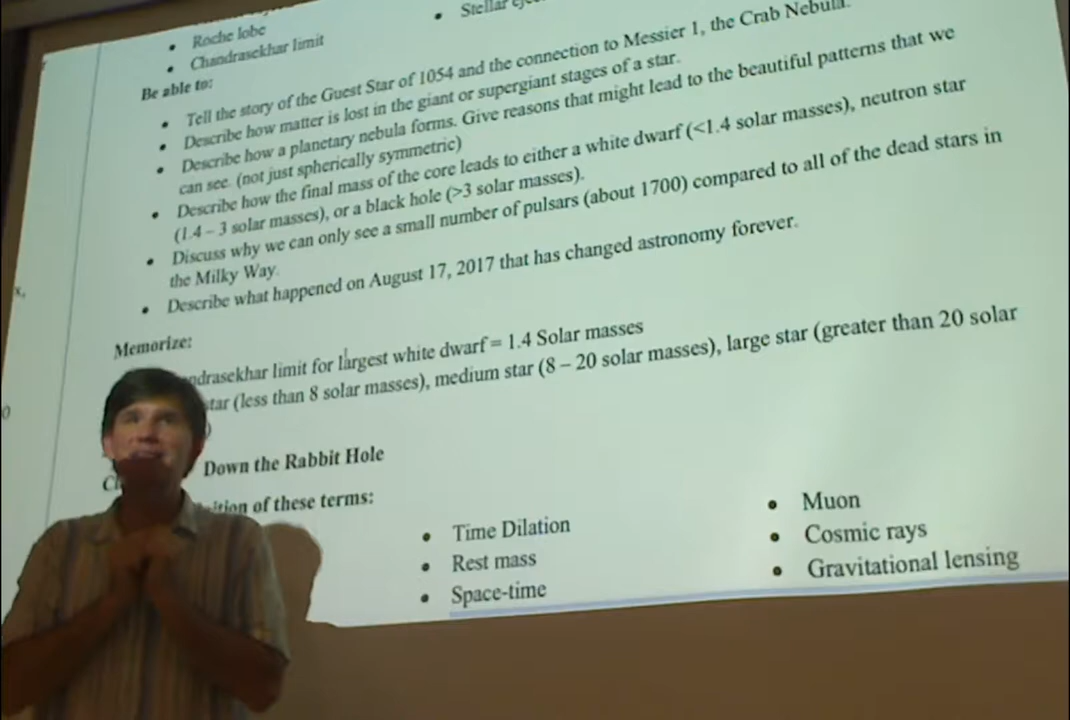 Roche lobe
Stellar
Chandrasekhar limit
Be able to:
Tell the story of the Guest Star of 1054 and the connection to Messier 1, the Crab Nebula.
Describe how matter is lost in the giant or supergiant stages of a star.
Describe how a planetary nebula forms. Give reasons that might lead to the beautiful patterns that we
can see. (not just spherically symmetric)
Describe how the final mass of the core leads to either a white dwarf (<1.4 solar masses), neutron star
(1.4 – 3 solar masses), or a black hole (>3 solar masses).
Discuss why we can only see a small number of pulsars (about 1700) compared to all of the dead stars in
the Milky Way.
Describe what happened on August 17, 2017 that has changed astronomy forever.
Memorize:
ndrasekhar limit for largest white dwarf = 1.4 Solar masses
tar (less than 8 solar masses), medium star (8 – 20 solar masses), large star (greater than 20 solar
Down the Rabbit Hole
ition of these terms:
Time Dilation
Rest mass
Space-time
Muon
Cosmic rays
Gravitational lensing